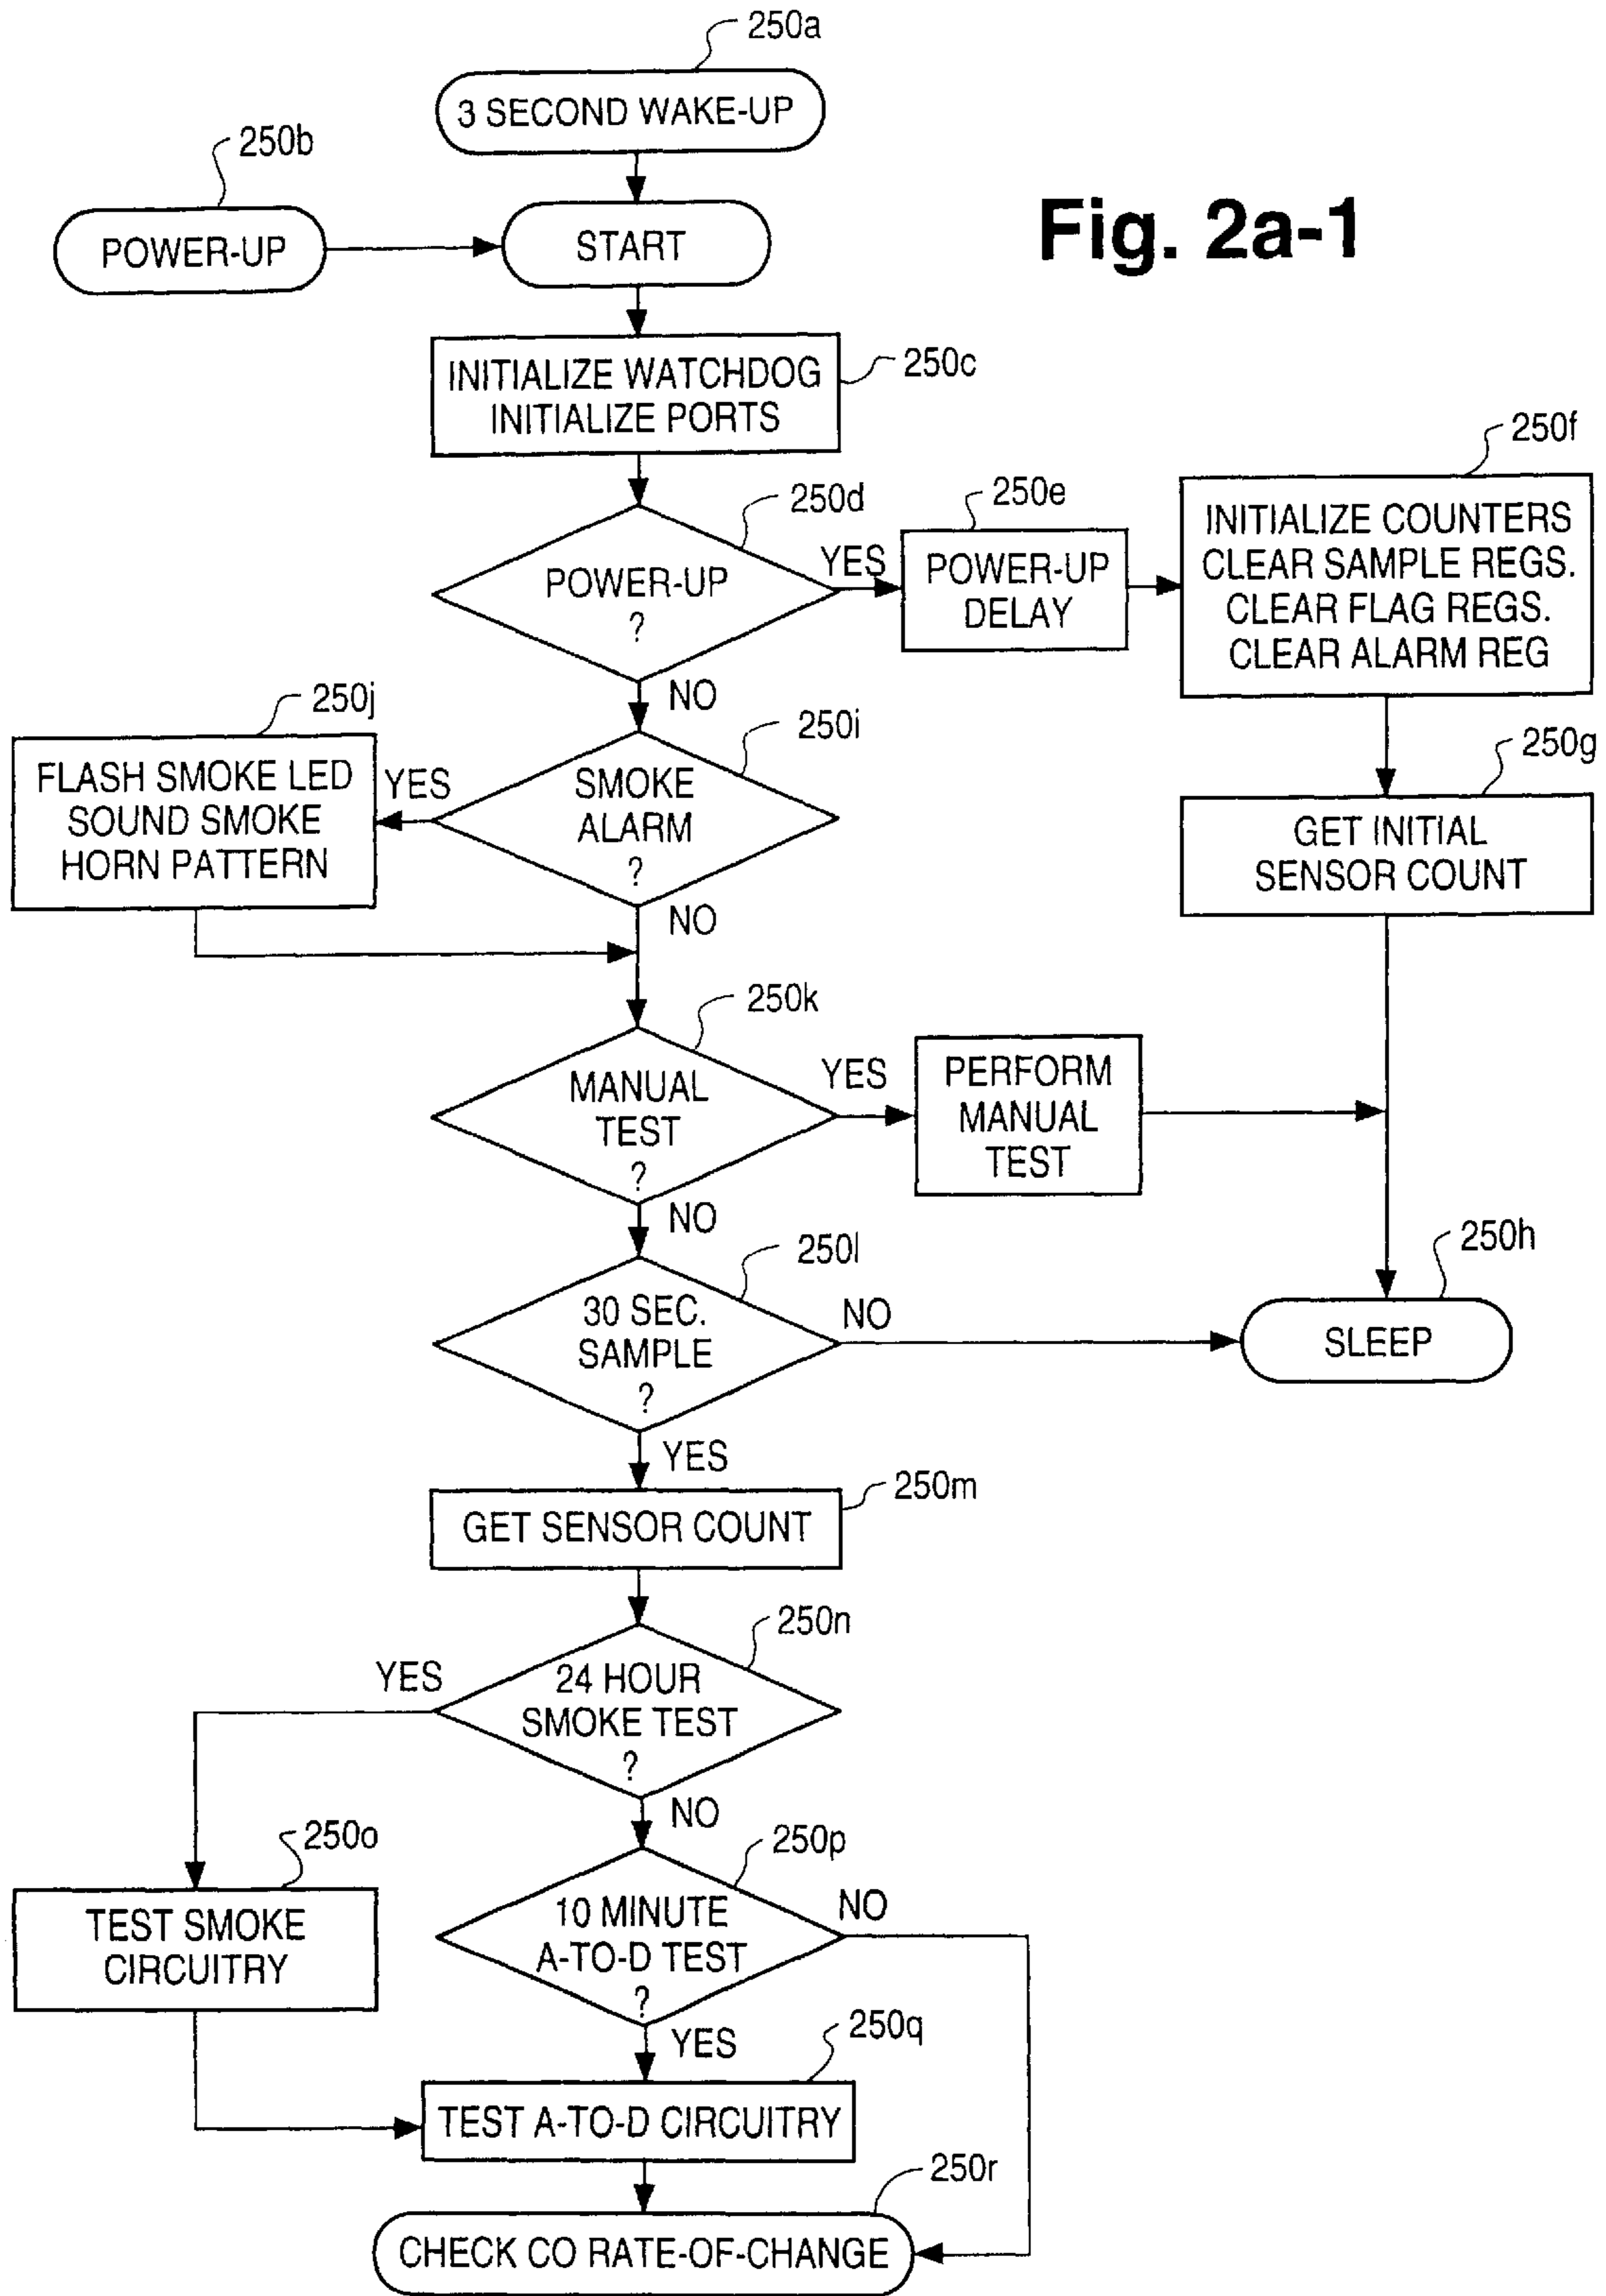 250a
3 SECOND WAKE-UP
250b
POWER-UP
START
Fig. 2a-1
INITIALIZE WATCHDOG
INITIALIZE PORTS
250c
250d
POWER-UP
?
YES
250e
POWER-UP
DELAY
250f
INITIALIZE COUNTERS
CLEAR SAMPLE REGS.
CLEAR FLAG REGS.
CLEAR ALARM REG
NO
250j
FLASH SMOKE LED
SOUND SMOKE
HORN PATTERN
YES
250i
SMOKE
ALARM
?
250g
GET INITIAL
SENSOR COUNT
NO
250k
MANUAL
TEST
?
YES
PERFORM
MANUAL
TEST
NO
250l
30 SEC.
SAMPLE
?
NO
250h
SLEEP
YES
250m
GET SENSOR COUNT
250n
24 HOUR
SMOKE TEST
?
YES
NO
250o
TEST SMOKE
CIRCUITRY
250p
10 MINUTE
A-TO-D TEST
?
NO
YES
250q
TEST A-TO-D CIRCUITRY
250r
CHECK CO RATE-OF-CHANGE